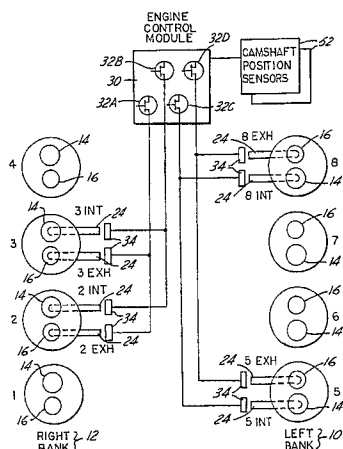 ENGINE
CONTROL
MODULE
32D
52
32B
30
CAMSHAFT
POSITION
SENSORS
32A
32C
14
24
8 EXH
16
4
34
8
16
24
8 INT
14
14
3 INT
24
16
3
34
7
16
3 EXH
24
14
14
2 INT
24
16
2
34
6
16
2 EXH
24
14
14
24
5 EXH
16
1
34
5
16
24
5 INT
14
RIGHT
BANK
12
LEFT
BANK
10